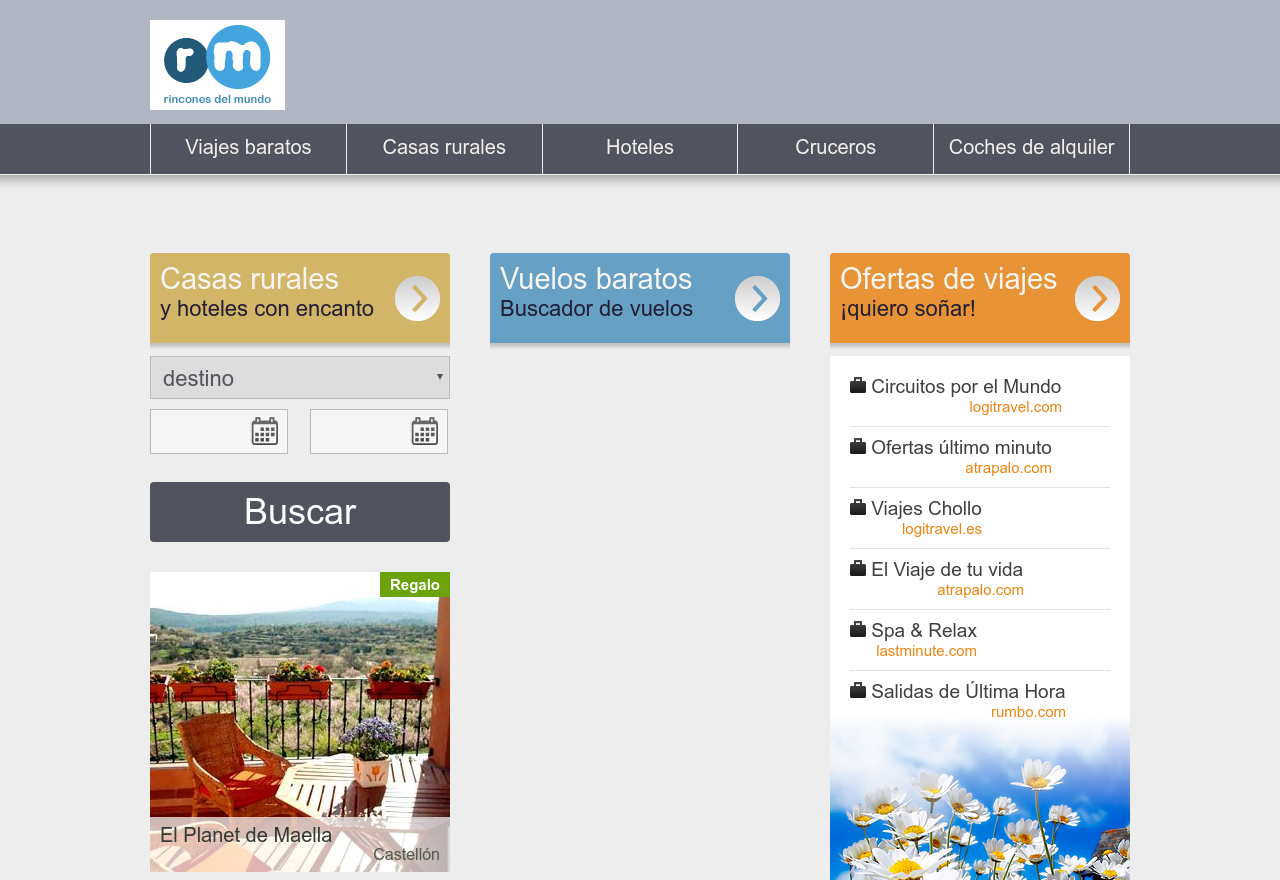 rm
rincones del mundo
Viajes baratos
Casas rurales
Hoteles
Cruceros
Coches de alquiler
Casas rurales
y hoteles con encanto
destino
Buscar
Regalo
El Planet de Maella
Castellón
Vuelos baratos
Buscador de vuelos
Ofertas de viajes
¡quiero soñar!
Circuitos por el Mundo
logitravel.com
Ofertas último minuto
atrapalo.com
Viajes Chollo
logitravel.es
El Viaje de tu vida
atrapalo.com
Spa & Relax
lastminute.com
Salidas de Última Hora
rumbo.com